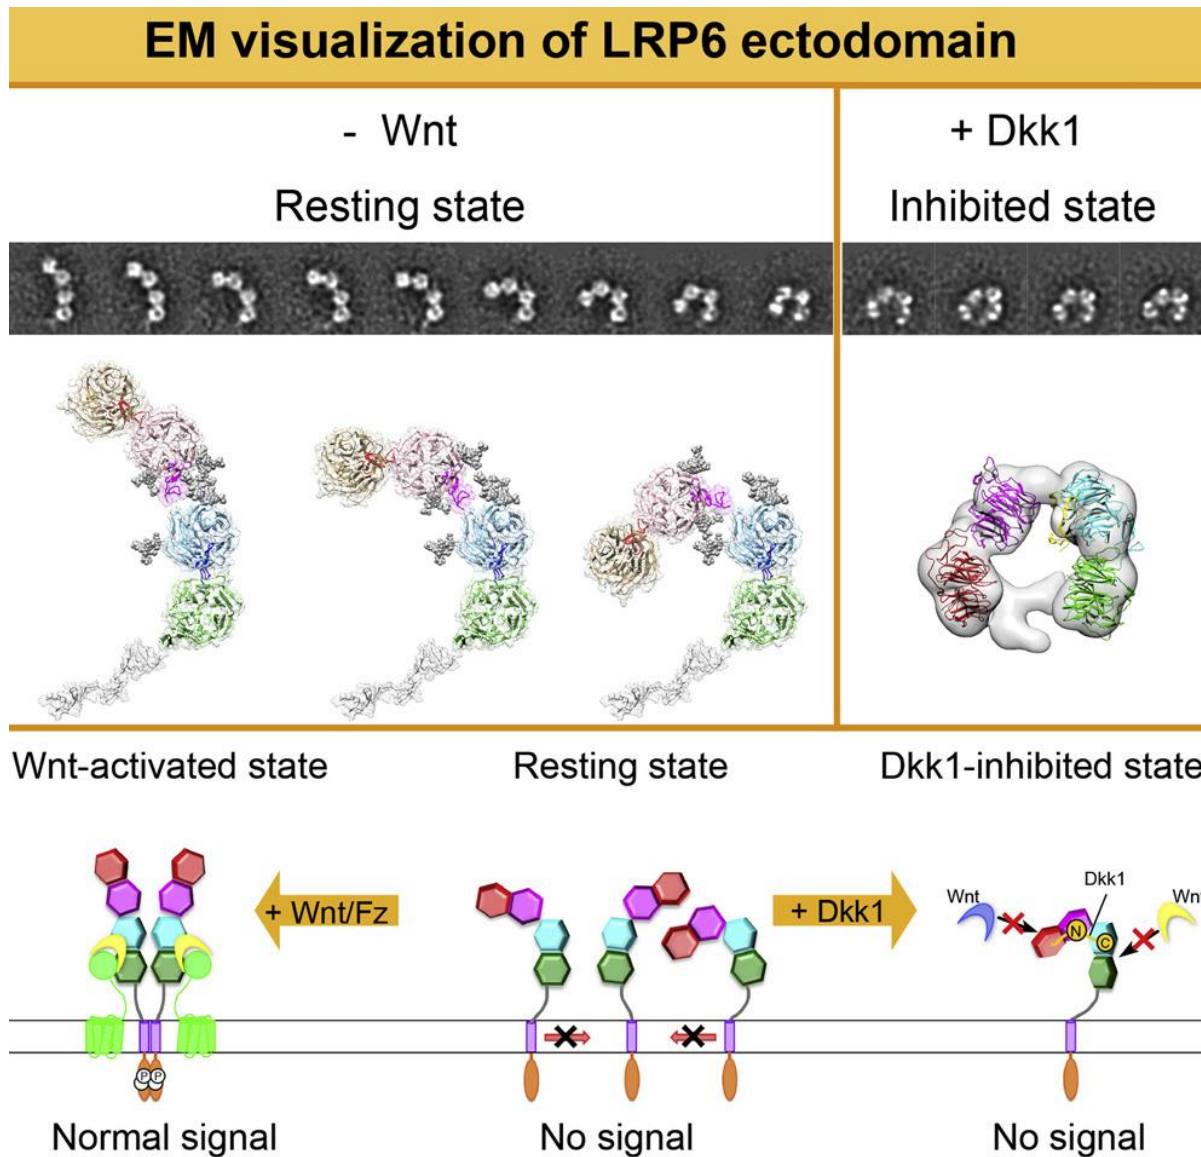 EM visualization of LRP6 ectodomain
- Wnt
+ Dkk1
Resting state
Inhibited state
Wnt-activated state
Resting state
Dkk1-inhibited state
+ Wnt/Fz
+ Dkk1
Wnt
Dkk1
Wnt
N
C
P
P
Normal signal
No signal
No signal